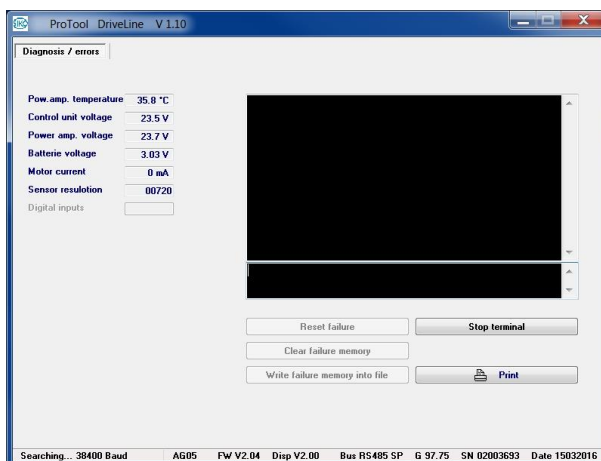 SIKO ProTool DriveLine V 1.10
Diagnosis / errors
Pow.amp. temperature 35.8 °C
Control unit voltage 23.5 V
Power amp. voltage 23.7 V
Batterie voltage 3.03 V
Motor current 0 mA
Sensor resulotion 00720
Digital inputs
Reset failure Stop terminal
Clear failure memory
Write failure memory into file Print
Searching... 38400 Baud AG05 FW V2.04 Disp V2.00 Bus RS485 SP G 97.75 SN 02003693 Date 15032016